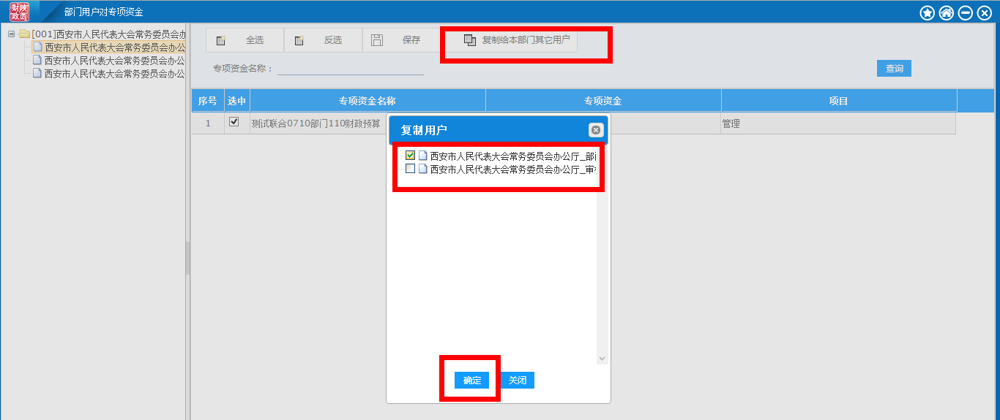 财陕
政西
部门用户对专项资金
[001]西安市人民代表大会常务委员会办
西安市人民代表大会常务委员会办公
西安市人民代表大会常务委员会办公
西安市人民代表大会常务委员会办公
全选 反选 保存 复制给本部门其它用户
专项资金名称：
查询
序号 选中 专项资金名称 专项资金 项目
1 测试联合0710部门110财政预算 管理
复制用户
西安市人民代表大会常务委员会办公厅_部
西安市人民代表大会常务委员会办公厅_审
确定 关闭